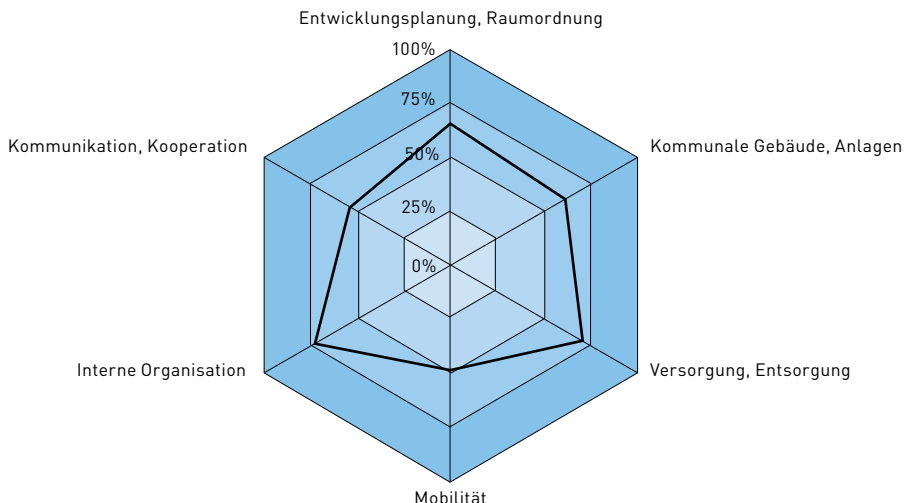 Entwicklungsplanung, Raumordnung
100%
75%
Kommunikation, Kooperation
Kommunale Gebäude, Anlagen
50%
25%
0%
Interne Organisation
Versorgung, Entsorgung
Mobilität